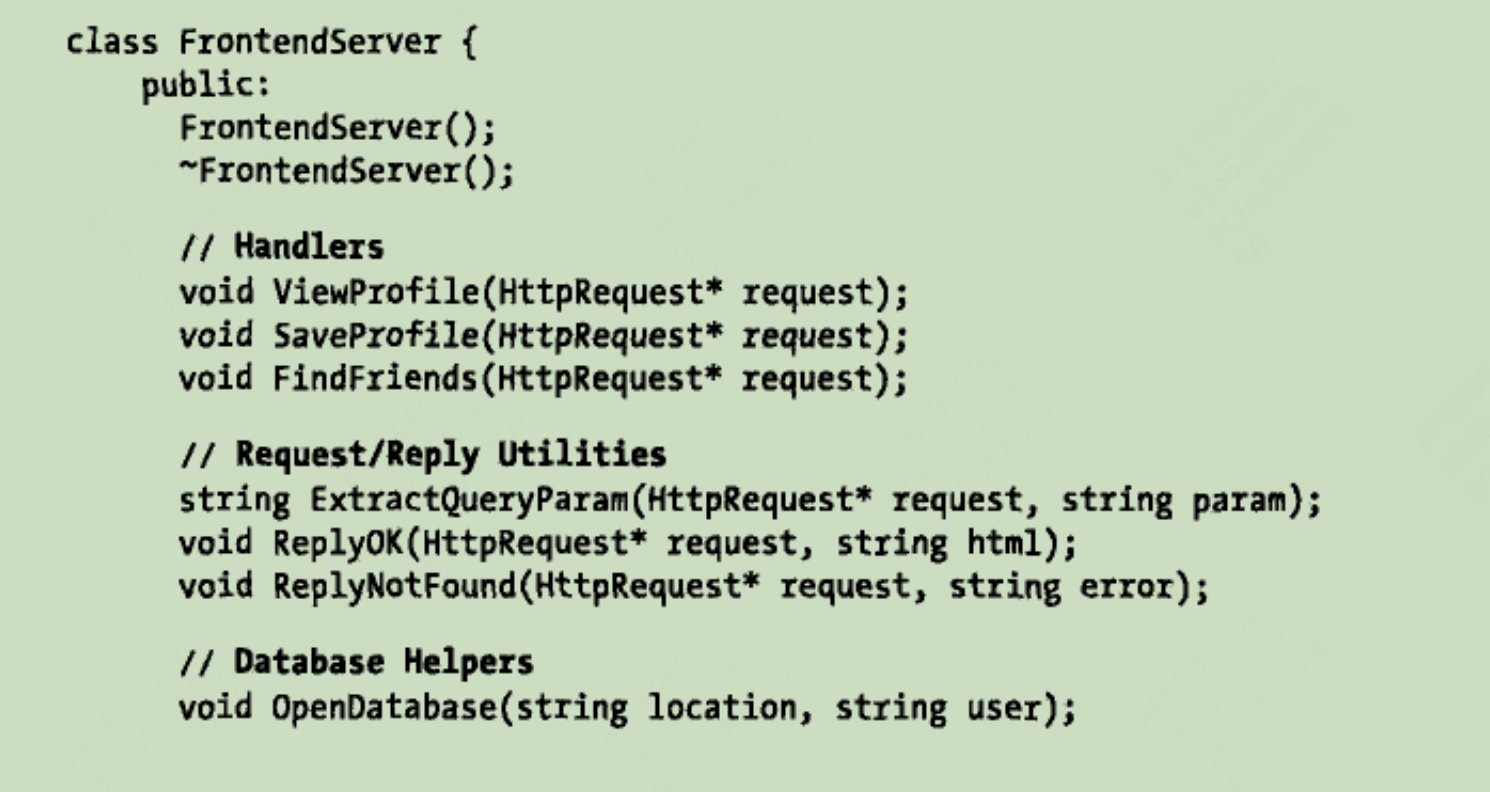 class FrontendServer {
public:
FrontendServer();
~FrontendServer();
// Handlers
void ViewProfile(HttpRequest* request);
void SaveProfile(HttpRequest* request);
void FindFriends(HttpRequest* request);
// Request/Reply Utilities
string ExtractQueryParam(HttpRequest* request, string param);
void ReplyOK(HttpRequest* request, string html);
void ReplyNotFound(HttpRequest* request, string error);
// Database Helpers
void OpenDatabase(string location, string user);